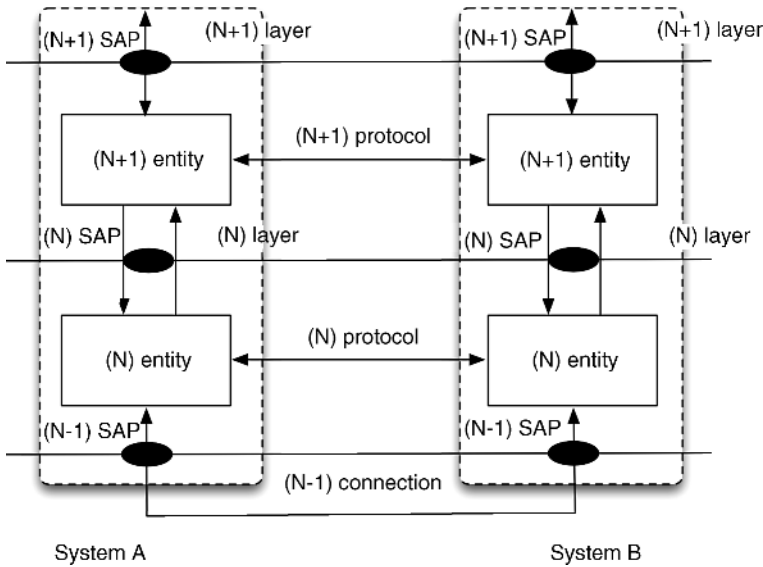 (N+1) SAP
(N+1) layer
(N+1) SAP
(N+1) layer
(N+1) entity
(N+1) protocol
(N+1) entity
(N) SAP
(N) layer
(N) SAP
(N) layer
(N) entity
(N) protocol
(N) entity
(N-1) SAP
(N-1) SAP
(N-1) connection
System A
System B